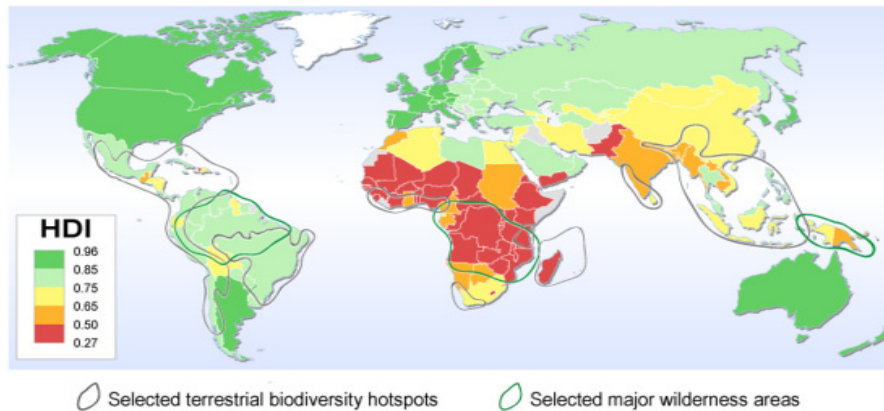 HDI
0.96
0.85
0.75
0.65
0.50
0.27
Selected terrestrial biodiversity hotspots
Selected major wilderness areas